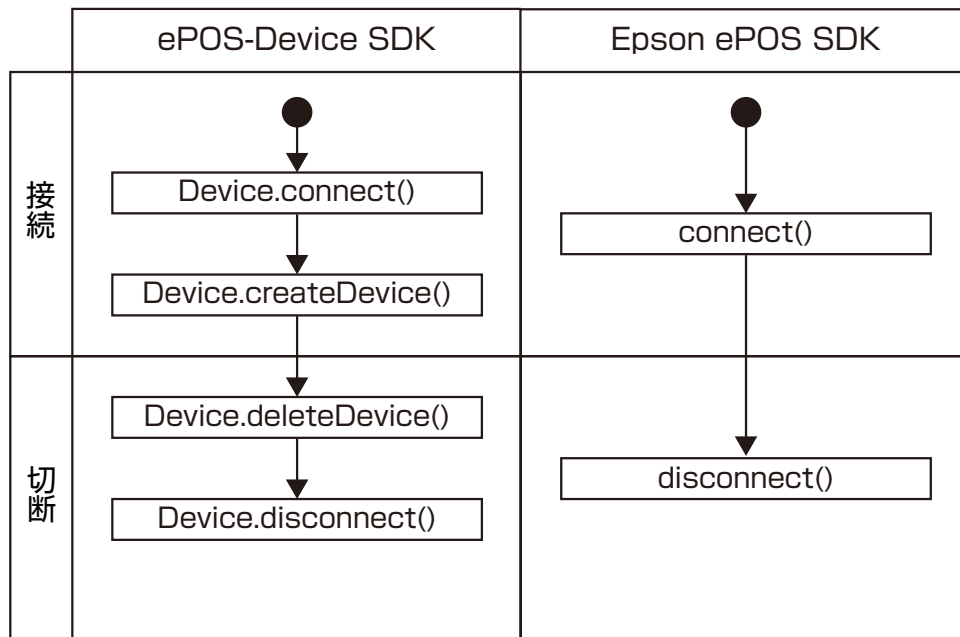 ePOS-Device SDK
Epson ePOS SDK
接続
Device.connect()
connect()
Device.createDevice()
切断
Device.deleteDevice()
disconnect()
Device.disconnect()